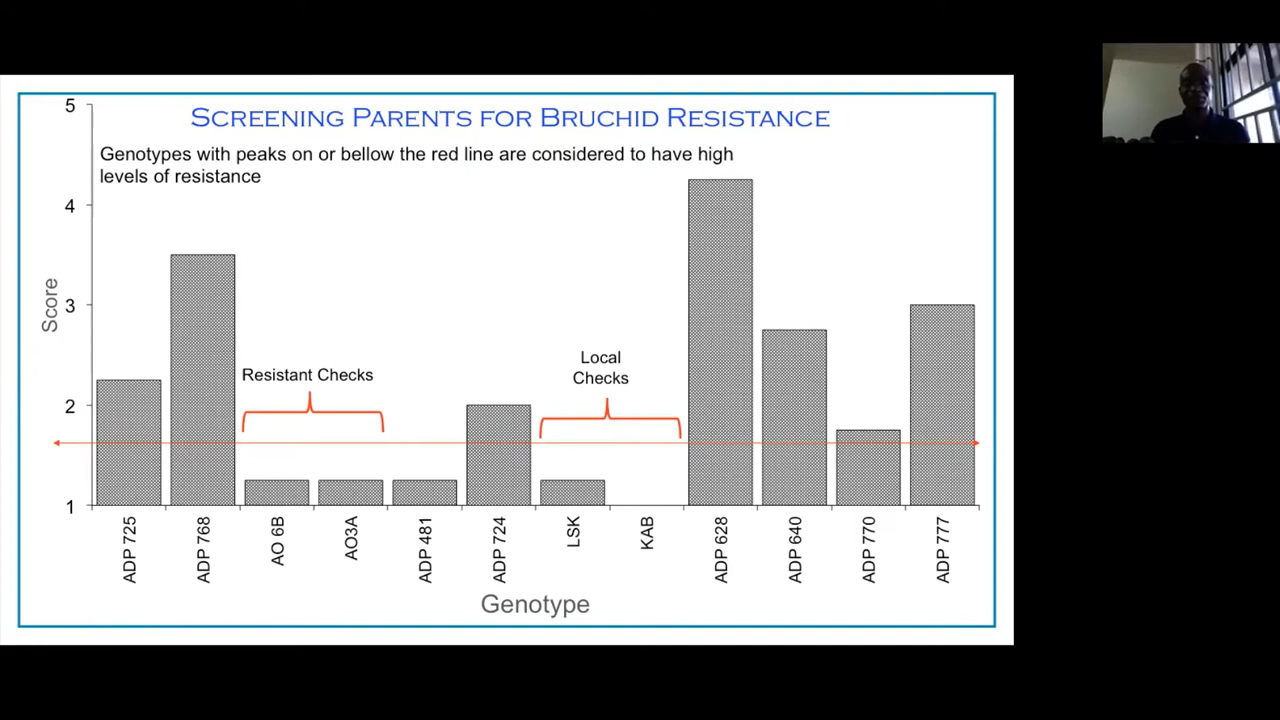 SCREENING PARENTS FOR BRUCHID RESISTANCE
Genotypes with peaks on or bellow the red line are considered to have high
levels of resistance
5
4
3
2
1
Score
Resistant Checks
Local
Checks
ADP 725
ADP 768
AO 6B
AO3A
ADP 481
ADP 724
LSK
KAB
ADP 628
ADP 640
ADP 770
ADP 777
Genotype